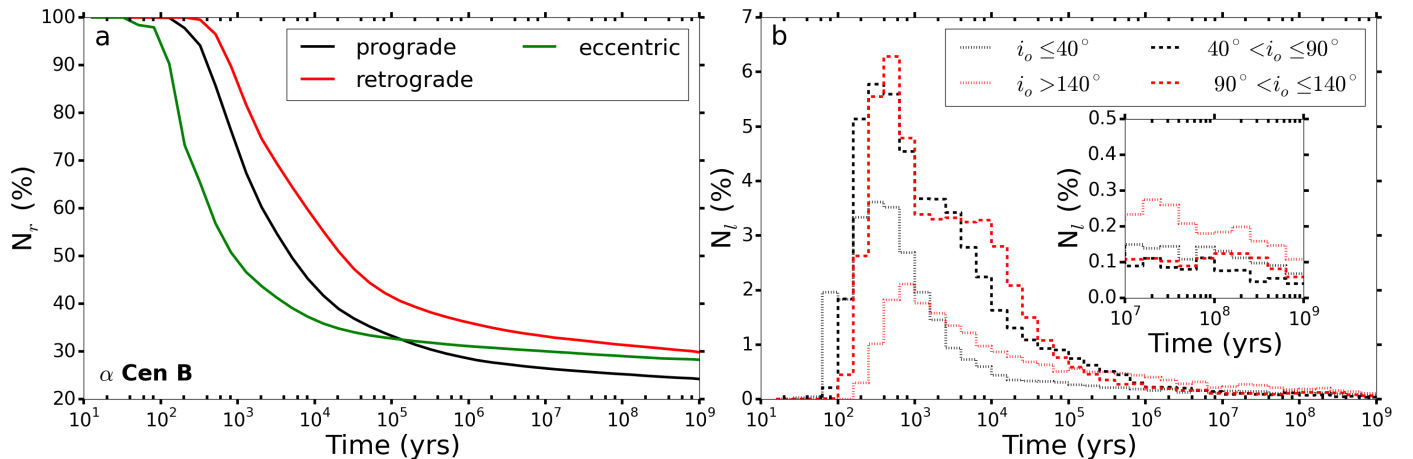 a
prograde
retrograde
eccentric
α Cen B
N_r (%)
100
90
80
70
60
50
40
30
20
10^1 10^2 10^3 10^4 10^5 10^6 10^7 10^8 10^9
Time (yrs)
b
i_o ≤40°
i_o >140°
40° <i_o ≤90°
90° <i_o ≤140°
N_l (%)
7
6
5
4
3
2
1
0
10^1 10^2 10^3 10^4 10^5 10^6 10^7 10^8 10^9
Time (yrs)
N_l (%)
0.5
0.4
0.3
0.2
0.1
0.0
10^7 10^8 10^9
Time (yrs)